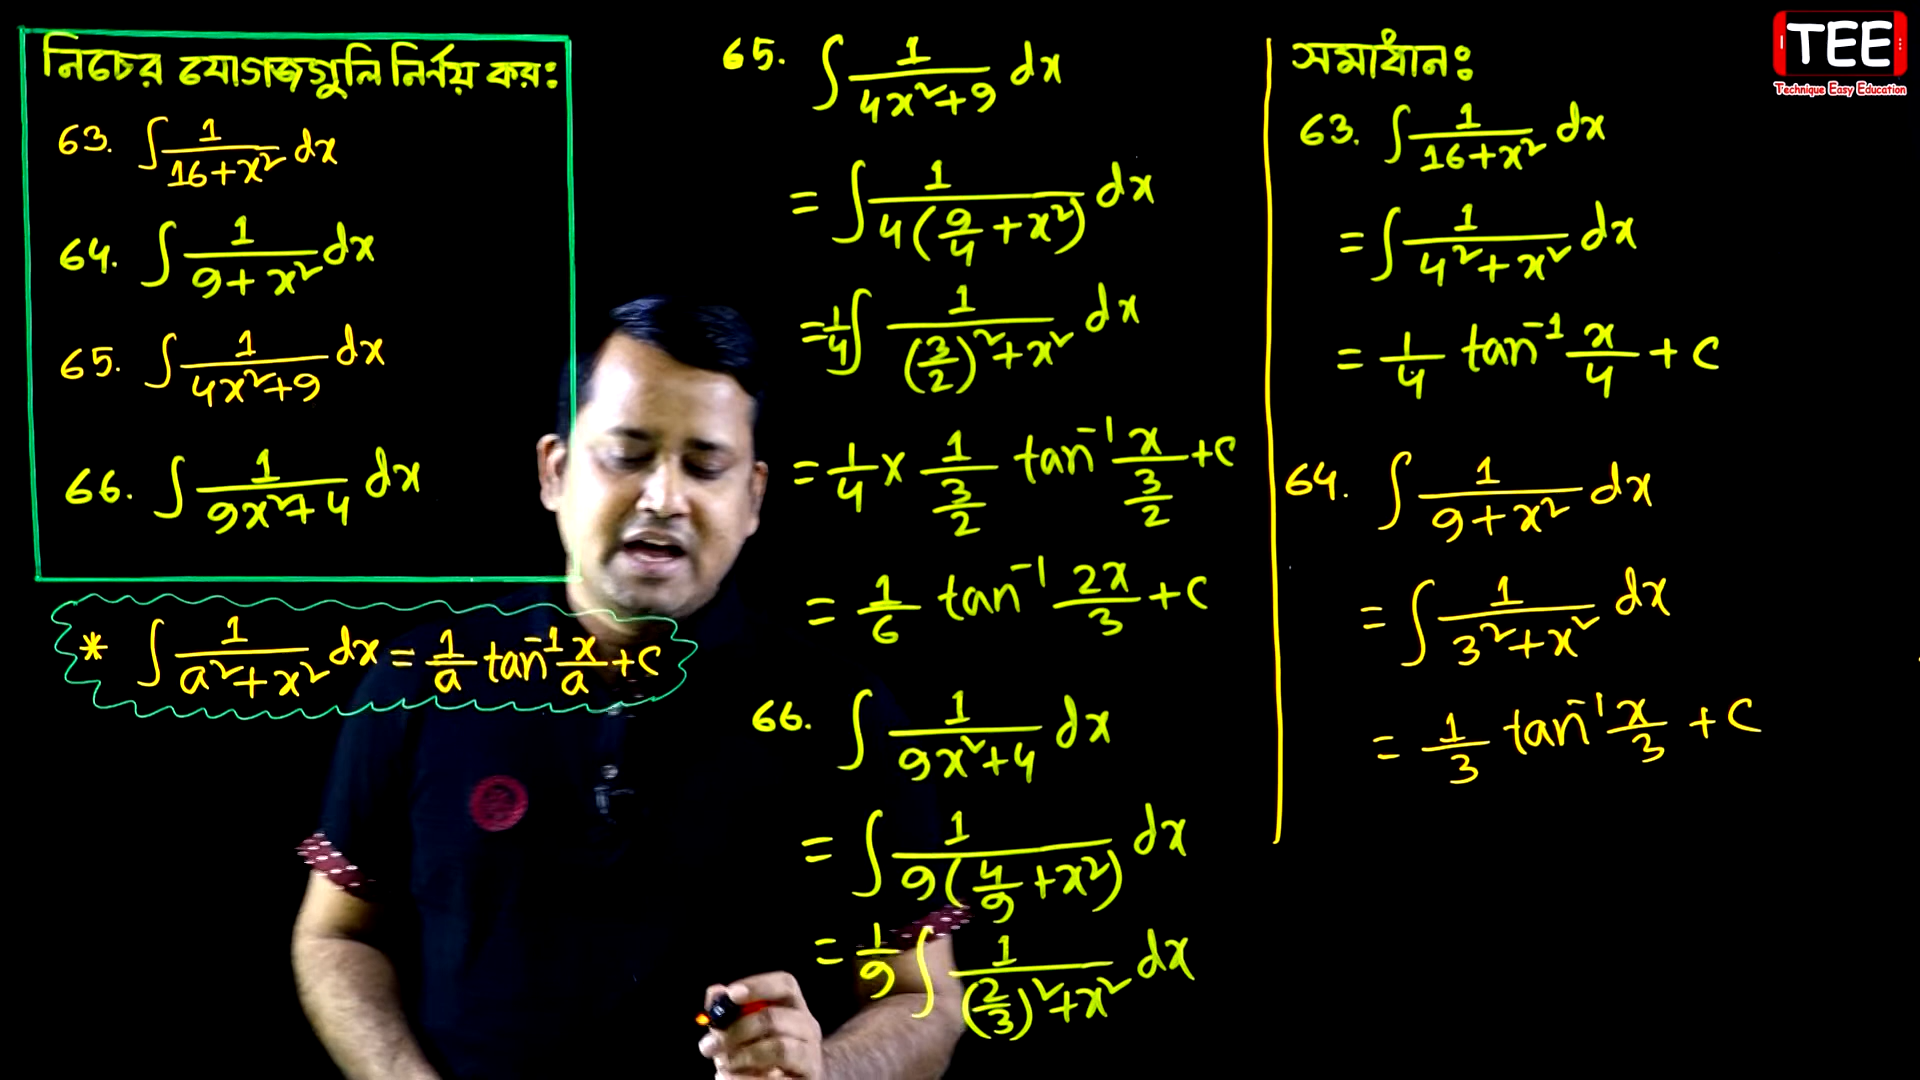 নিচের যোগজগুলি নির্ণয় কর:
63. ∫ 1/(16+x²) dx
64. ∫ 1/(9+x²) dx
65. ∫ 1/(4x²+9) dx
66. ∫ 1/(9x²+4) dx
* ∫ 1/(a²+x²) dx = 1/a tan⁻¹ x/a + c
65. ∫ 1/(4x²+9) dx
= ∫ 1/(4(9/4+x²)) dx
= 1/4 ∫ 1/((3/2)²+x²) dx
= 1/4 × 1/(3/2) tan⁻¹ x/(3/2) + c
= 1/6 tan⁻¹ 2x/3 + c
66. ∫ 1/(9x²+4) dx
= ∫ 1/(9(4/9+x²)) dx
= 1/9 ∫ 1/((2/3)²+x²) dx
সমাধান:
63. ∫ 1/(16+x²) dx
= ∫ 1/(4²+x²) dx
= 1/4 tan⁻¹ x/4 + c
64. ∫ 1/(9+x²) dx
= ∫ 1/(3²+x²) dx
= 1/3 tan⁻¹ x/3 + c
TEE
Technique Easy Education